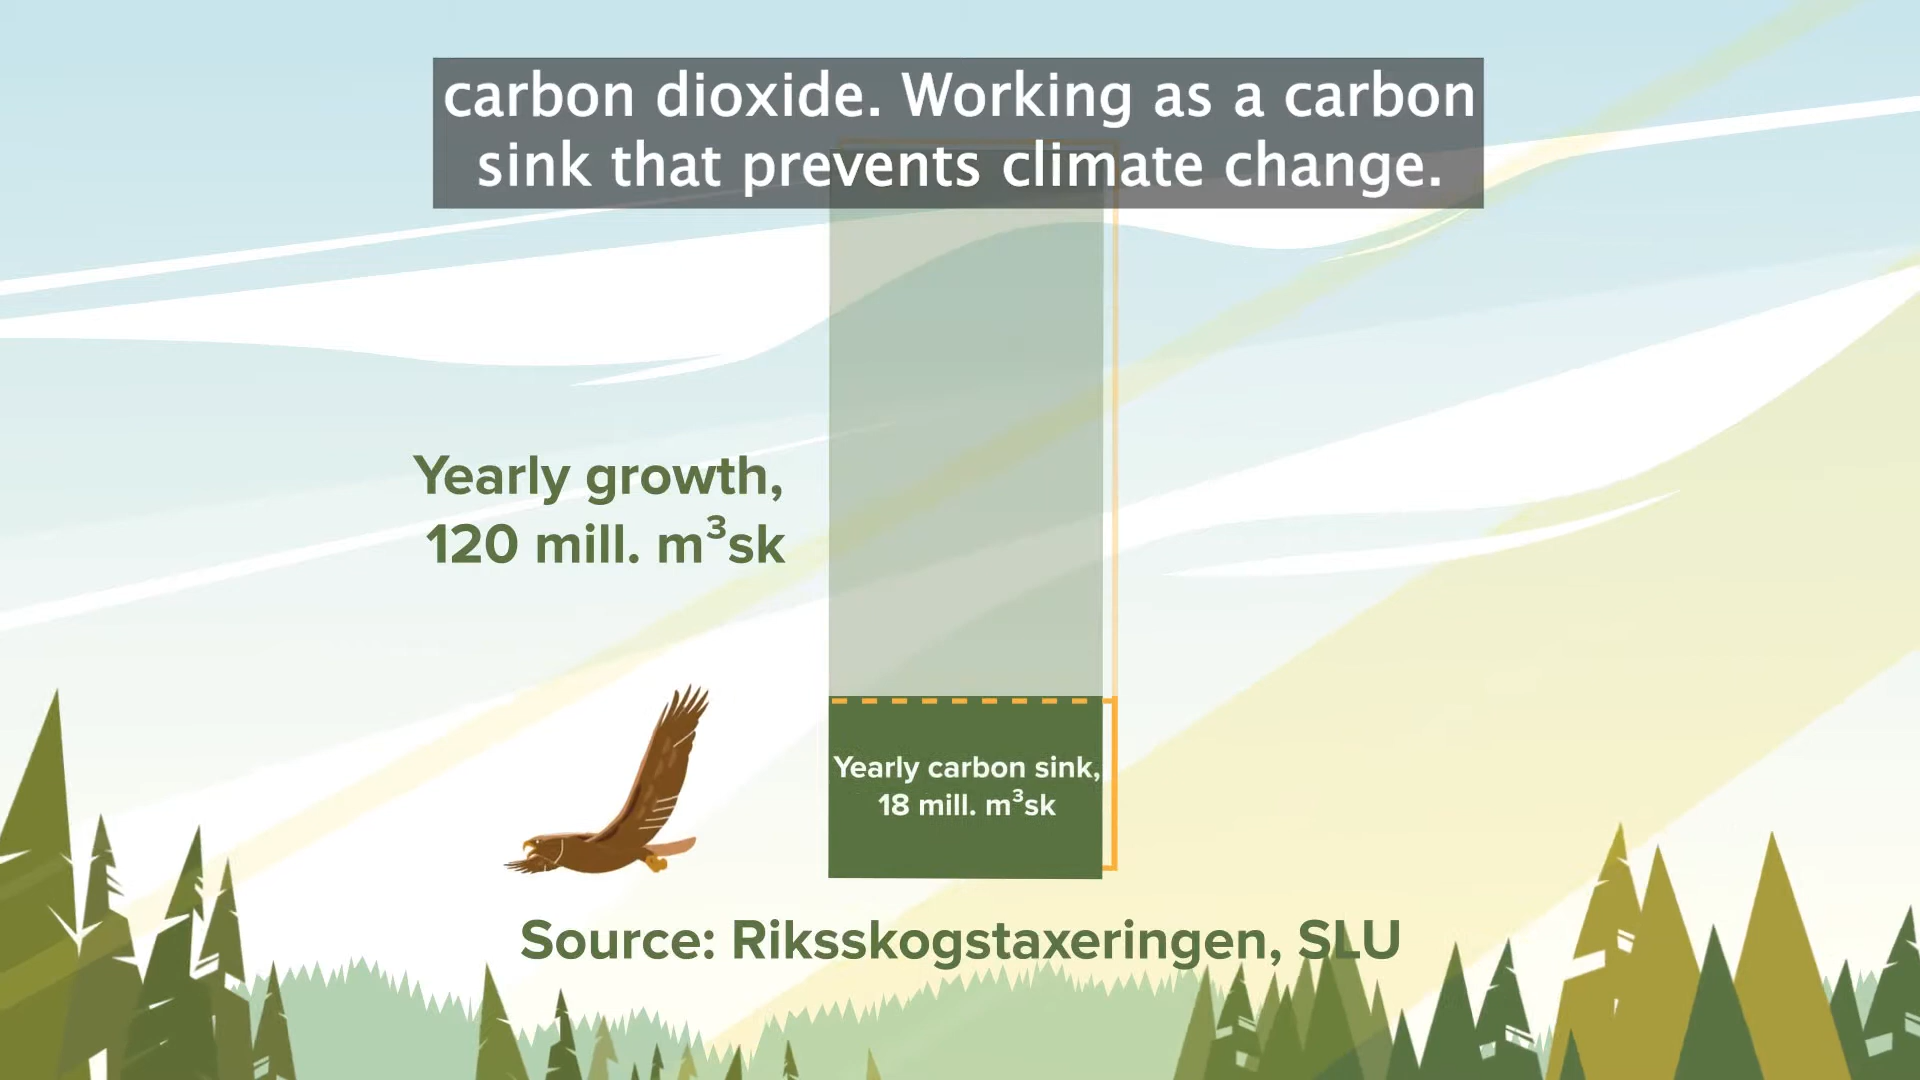 carbon dioxide. Working as a carbon
sink that prevents climate change.
Yearly growth,
120 mill. m³sk
Yearly carbon sink,
18 mill. m³sk
Source: Riksskogstaxeringen, SLU